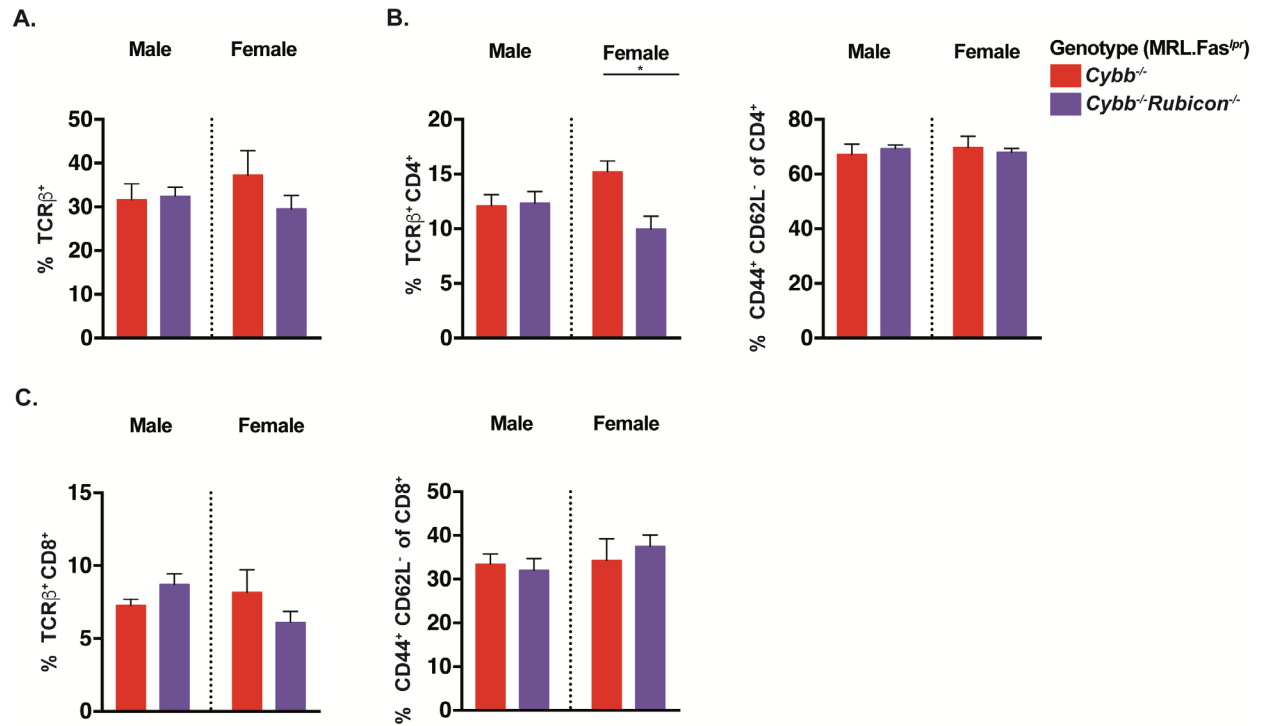 A.
Male Female
% TCRβ⁺
50
40
30
20
10
0
B.
Male Female
*
% TCRβ⁺ CD4⁺
20
15
10
5
0
Male Female
% CD44⁺ CD62L⁻ of CD4⁺
80
60
40
20
0
Genotype (MRL.Fasˡᵖʳ)
Cybb⁻/⁻
Cybb⁻/⁻Rubicon⁻/⁻
C.
Male Female
% TCRβ⁺ CD8⁺
15
10
5
0
Male Female
% CD44⁺ CD62L⁻ of CD8⁺
50
40
30
20
10
0